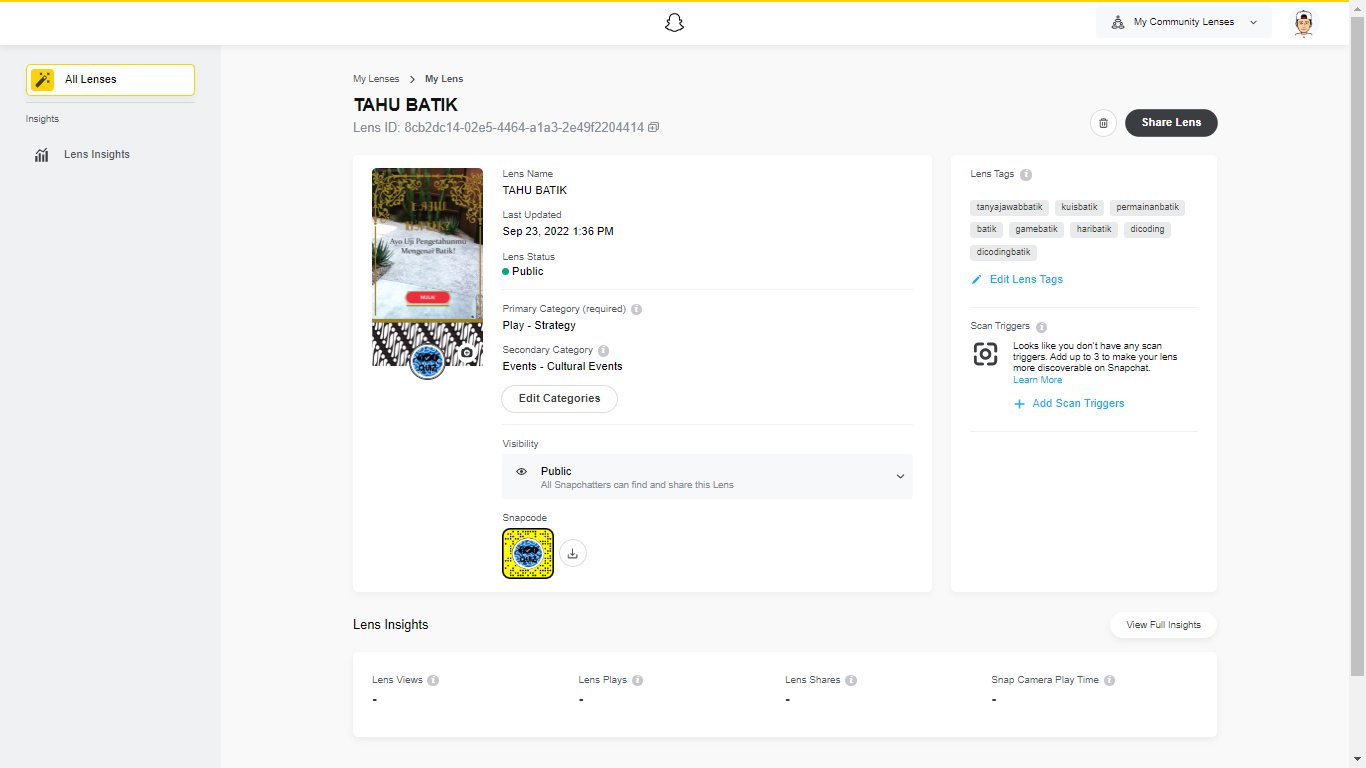 My Community Lenses
All Lenses
Insights
Lens Insights
My Lenses > My Lens
TAHU BATIK
Lens ID: 8cb2dc14-02e5-4464-a1a3-2e49f2204414
Share Lens
TAHU
BATIK?
Ayo Uji Pengetahuanmu
Mengenai Batik!
MULAI
QUIZ
Lens Name
TAHU BATIK
Last Updated
Sep 23, 2022 1:36 PM
Lens Status
Public
Primary Category (required)
Play - Strategy
Secondary Category
Events - Cultural Events
Edit Categories
Visibility
Public
All Snapchatters can find and share this Lens
Snapcode
QUIZ
Lens Tags
tanyajawabbatik kuisbatik permainanbatik
batik gamebatik haribatik dicoding
dicodingbatik
Edit Lens Tags
Scan Triggers
Looks like you don't have any scan
triggers. Add up to 3 to make your lens
more discoverable on Snapchat.
Learn More
+ Add Scan Triggers
Lens Insights
View Full Insights
Lens Views Lens Plays Lens Shares Snap Camera Play Time
- - - -